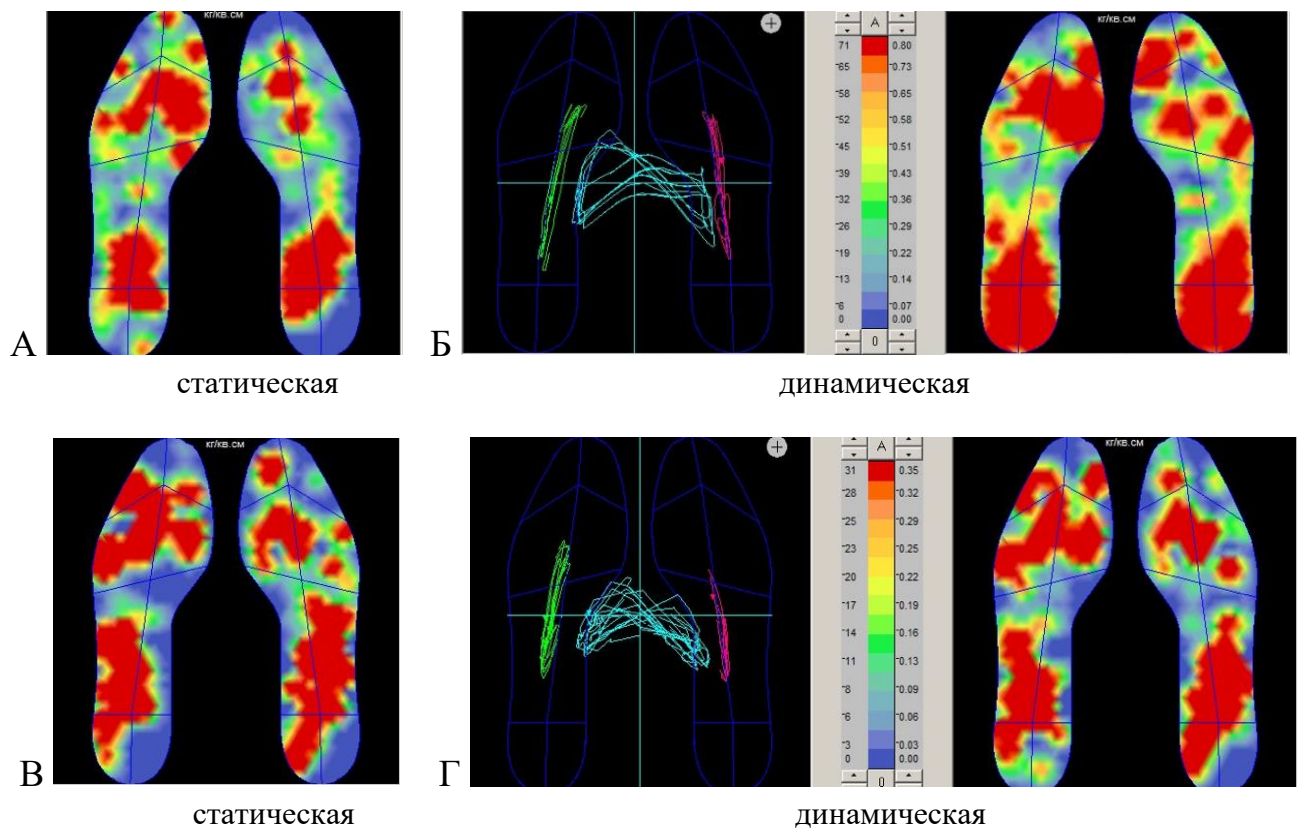 кг/кв.см
А
71 0.80
65 0.73
58 0.65
52 0.58
45 0.51
39 0.43
32 0.36
26 0.29
19 0.22
13 0.14
6 0.07
0 0.00
0
кг/кв.см
А
Б
статическая
динамическая
кг/кв.см
A
31 0.35
28 0.32
25 0.29
23 0.25
20 0.22
17 0.19
14 0.16
11 0.13
8 0.09
6 0.06
3 0.03
0 0.00
0
кг/кв.см
В
Г
статическая
динамическая